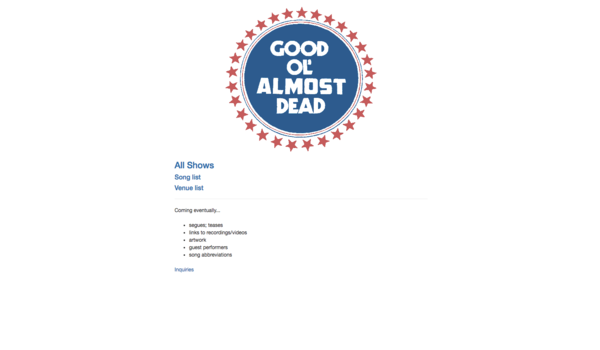 GOOD
OL'
ALMOST
DEAD
All Shows
Song list
Venue list
Coming eventually...
segues; teases
links to recordings/videos
artwork
guest performers
song abbreviations
Inquiries